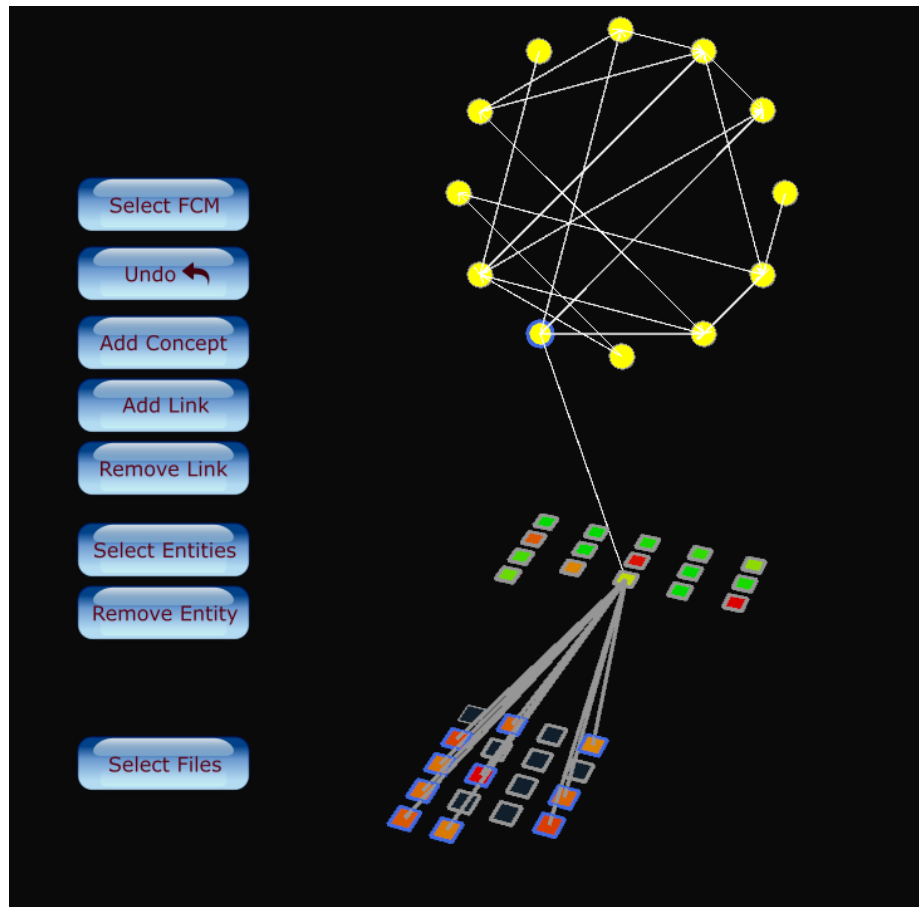 Select FCM
Undo
Add Concept
Add Link
Remove Link
Select Entities
Remove Entity
Select Files